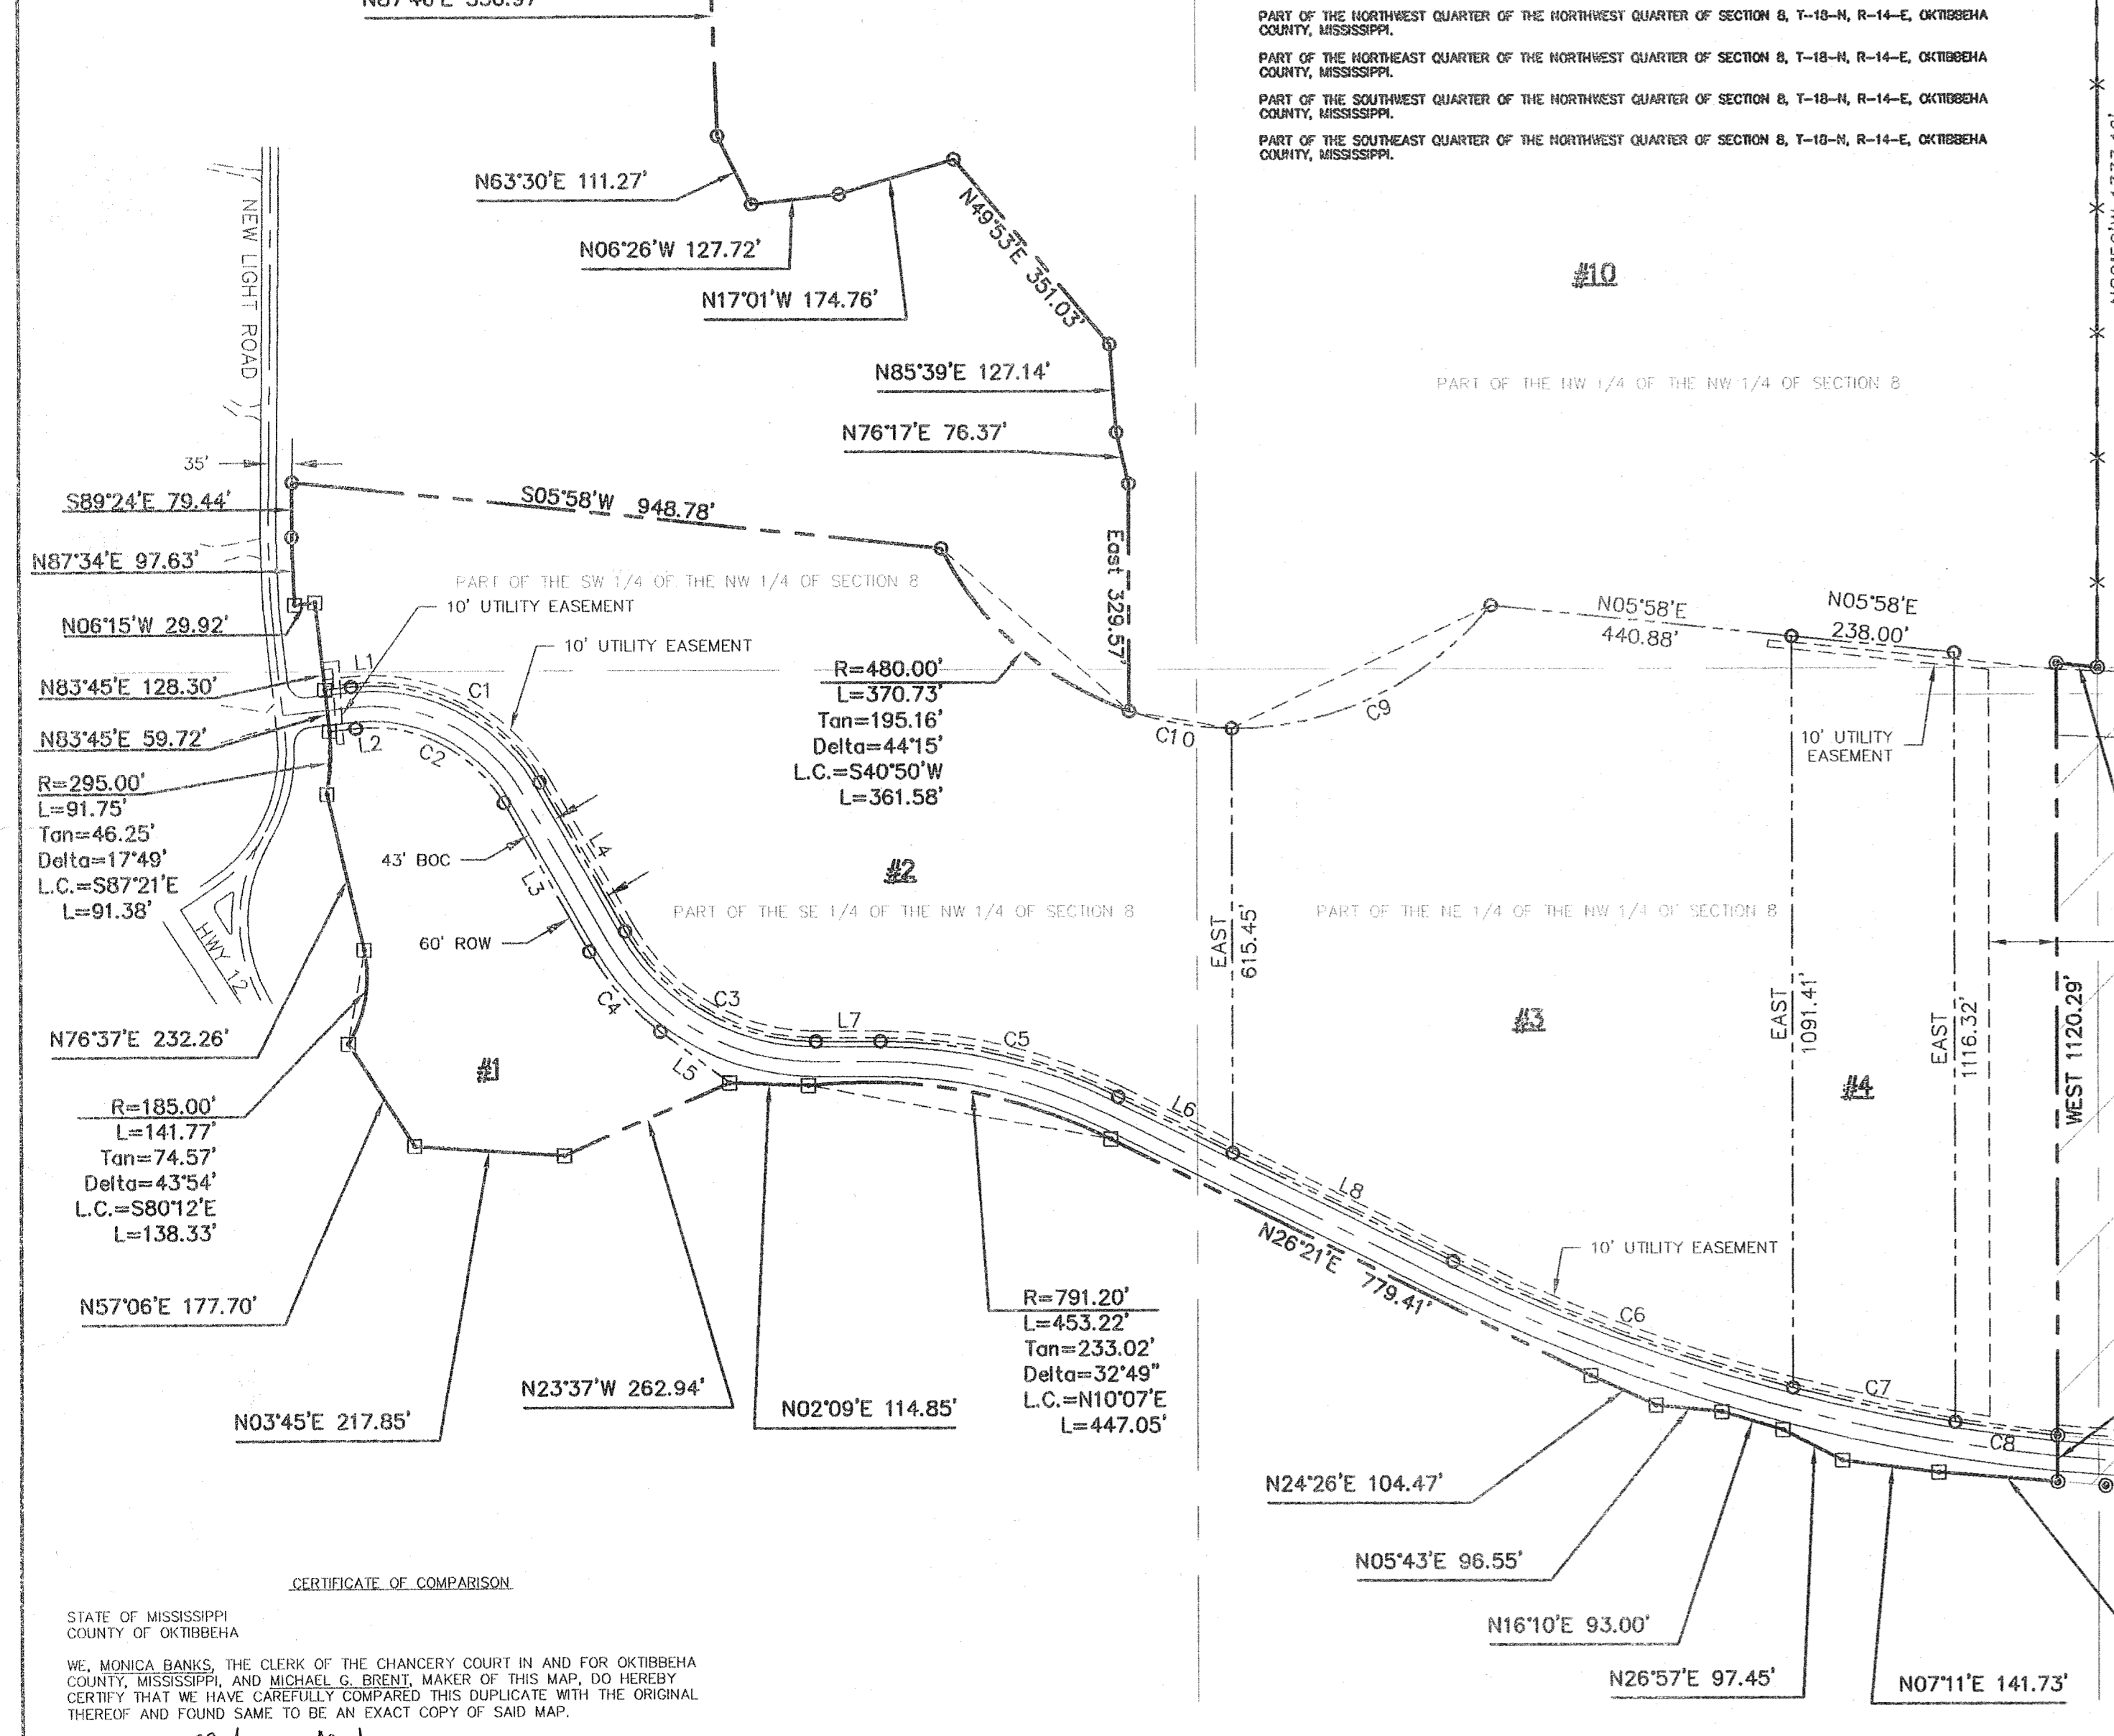 PART OF THE NORTHWEST QUARTER OF THE NORTHWEST QUARTER OF SECTION 8, T-18-N, R-14-E, OKTIBBEHA
COUNTY, MISSISSIPPI.
PART OF THE NORTHEAST QUARTER OF THE NORTHWEST QUARTER OF SECTION 8, T-18-N, R-14-E, OKTIBBEHA
COUNTY, MISSISSIPPI.
PART OF THE SOUTHWEST QUARTER OF THE NORTHWEST QUARTER OF SECTION 8, T-18-N, R-14-E, OKTIBBEHA
COUNTY, MISSISSIPPI.
PART OF THE SOUTHEAST QUARTER OF THE NORTHWEST QUARTER OF SECTION 8, T-18-N, R-14-E, OKTIBBEHA
COUNTY, MISSISSIPPI.
N63°30'E 111.27'
N06°26'W 127.72'
N17°01'W 174.76'
N49°53'E 351.03'
NEW LIGHT ROAD
#10
N85°39'E 127.14'
PART OF THE NW 1/4 OF THE NW 1/4 OF SECTION 8
N76°17'E 76.37'
35'
S89°24'E 79.44'
S05°58'W 948.78'
N87°34'E 97.63'
East 329.57'
PART OF THE SW 1/4 OF THE NW 1/4 OF SECTION 8
10' UTILITY EASEMENT
N06°15'W 29.92'
10' UTILITY EASEMENT
N05°58'E
440.88'
N05°58'E
238.00'
L1
C1
N83°45'E 128.30'
R=480.00'
L=370.73'
Tan=195.16'
Delta=44°15'
L.C.=S40°50'W
L=361.58'
C10
C9
10' UTILITY
EASEMENT
N83°45'E 59.72'
L2
C2
R=295.00'
L=91.75'
Tan=46.25'
Delta=17°49'
L.C.=S87°21'E
L=91.38'
43' BOC
L4
L3
#2
HWY 12
60' ROW
PART OF THE SE 1/4 OF THE NW 1/4 OF SECTION 8
PART OF THE NE 1/4 OF THE NW 1/4 OF SECTION 8
EAST
615.45'
C4
C3
L7
C5
#3
EAST
1091.41'
EAST
1116.32'
WEST 1120.29'
N76°37'E 232.26'
#1
L5
L6
#4
R=185.00'
L=141.77'
Tan=74.57'
Delta=43°54'
L.C.=S80°12'E
L=138.33'
L8
N26°21'E 779.41'
10' UTILITY EASEMENT
N57°06'E 177.70'
R=791.20'
L=453.22'
Tan=233.02'
Delta=32°49"
L.C.=N10°07'E
L=447.05'
C6
C7
C8
N23°37'W 262.94'
N02°09'E 114.85'
N03°45'E 217.85'
N24°26'E 104.47'
N05°43'E 96.55'
N16°10'E 93.00'
N26°57'E 97.45'
N07°11'E 141.73'
CERTIFICATE OF COMPARISON
STATE OF MISSISSIPPI
COUNTY OF OKTIBBEHA
WE, MONICA BANKS, THE CLERK OF THE CHANCERY COURT IN AND FOR OKTIBBEHA
COUNTY, MISSISSIPPI, AND MICHAEL G. BRENT, MAKER OF THIS MAP, DO HEREBY
CERTIFY THAT WE HAVE CAREFULLY COMPARED THIS DUPLICATE WITH THE ORIGINAL
THEREOF AND FOUND SAME TO BE AN EXACT COPY OF SAID MAP.